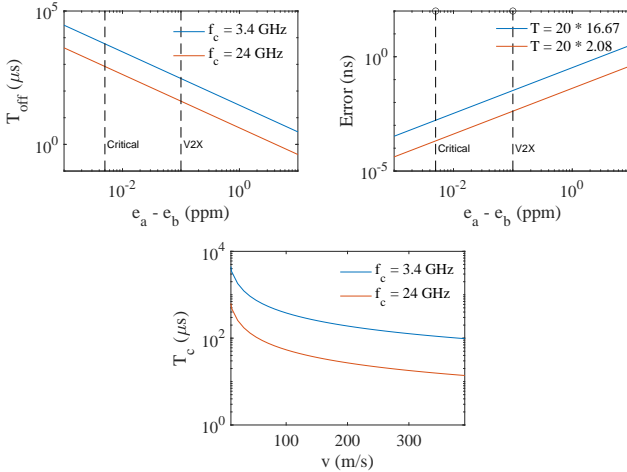 10^5
10^0
T_off (μs)
f_c = 3.4 GHz
f_c = 24 GHz
Critical
V2X
10^-2
10^0
e_a - e_b (ppm)
10^0
10^-5
Error (ns)
T = 20 * 16.67
T = 20 * 2.08
Critical
V2X
10^-2
10^0
e_a - e_b (ppm)
10^4
10^2
10^0
T_c (μs)
f_c = 3.4 GHz
f_c = 24 GHz
100
200
300
v (m/s)